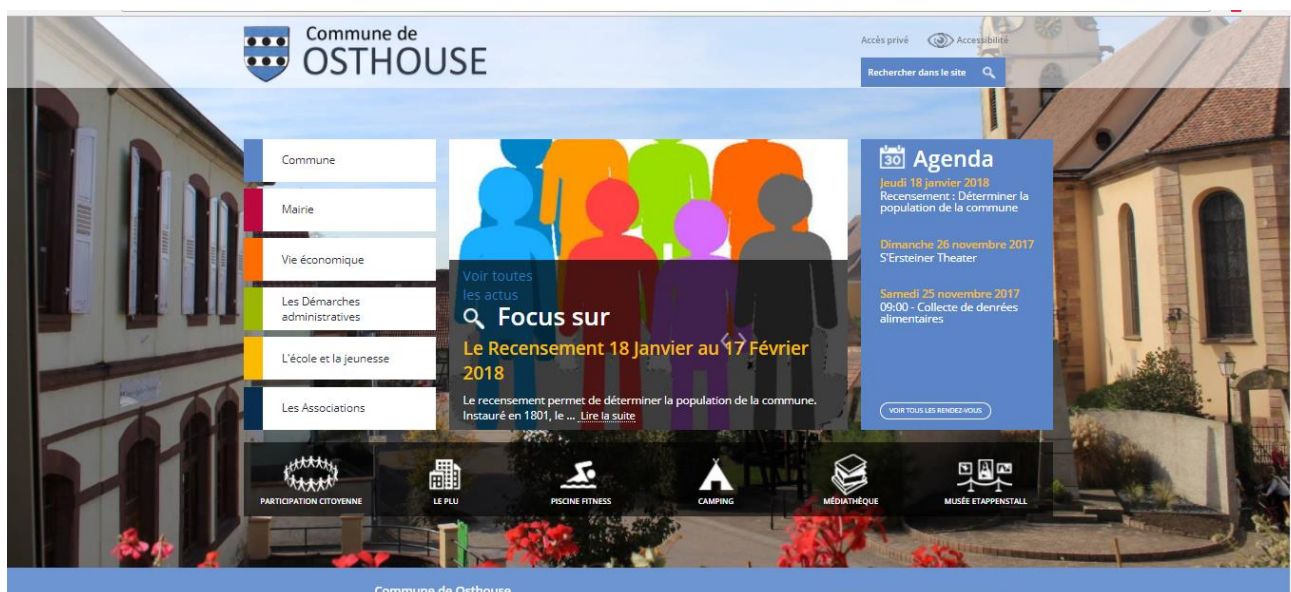 Commune de
OSTHOUSE
Accès privé
Accessibilité
Rechercher dans le site
Commune
Mairie
Vie économique
Les Démarches
administratives
L'école et la jeunesse
Les Associations
Voir toutes
les actus
Focus sur
Le Recensement 18 Janvier au 17 Février
2018
Le recensement permet de déterminer la population de la commune.
Instauré en 1801, le ... Lire la suite
30 Agenda
Jeudi 18 janvier 2018
Recensement : Déterminer la
population de la commune
Dimanche 26 novembre 2017
S'Ersteiner Theater
Samedi 25 novembre 2017
09:00 - Collecte de denrées
alimentaires
VOIR TOUS LES RENDEZ-VOUS
PARTICIPATION CITOYENNE
LE PLU
PISCINE FITNESS
CAMPING
MÉDIATHÈQUE
MUSÉE ETAPPENSTALL
Commune de Osthouse